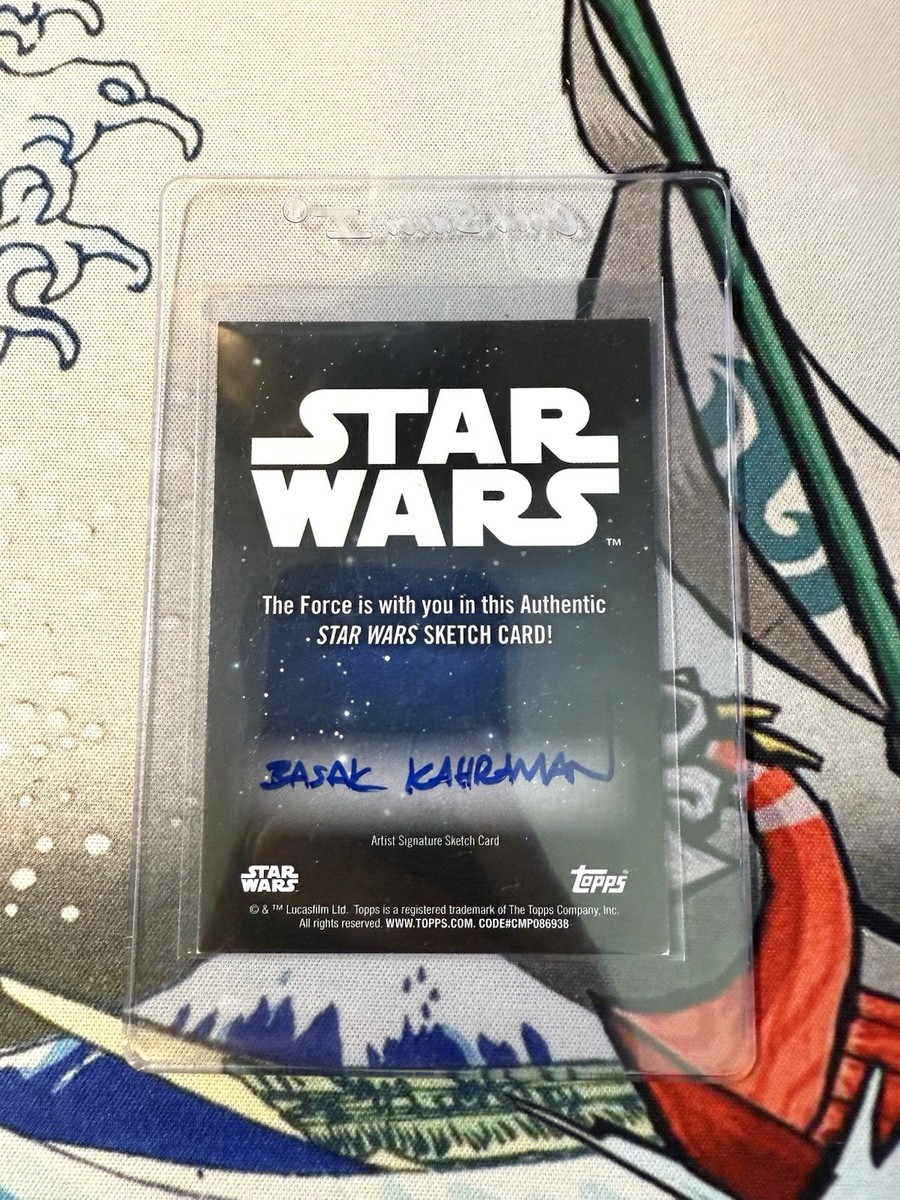 STAR
WARS
TM
The Force is with you in this Authentic
STAR WARS SKETCH CARD!
BASAK KAHRAMAN
Artist Signature Sketch Card
STAR
WARS
topps
© & ™ Lucasfilm Ltd. Topps is a registered trademark of The Topps Company, Inc.
All rights reserved. WWW.TOPPS.COM. CODE#CMP086938